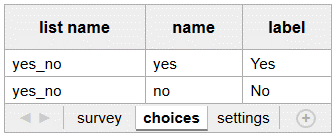 list name name label
yes_no yes Yes
yes_no no No
survey choices settings